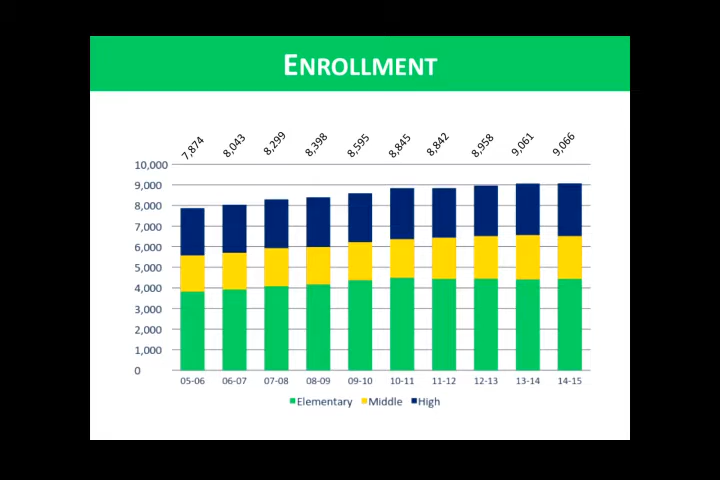 ENROLLMENT
7,874 8,043 8,299 8,398 8,595 8,845 8,842 8,958 9,061 9,066
10,000
9,000
8,000
7,000
6,000
5,000
4,000
3,000
2,000
1,000
0
05-06 06-07 07-08 08-09 09-10 10-11 11-12 12-13 13-14 14-15
Elementary Middle High